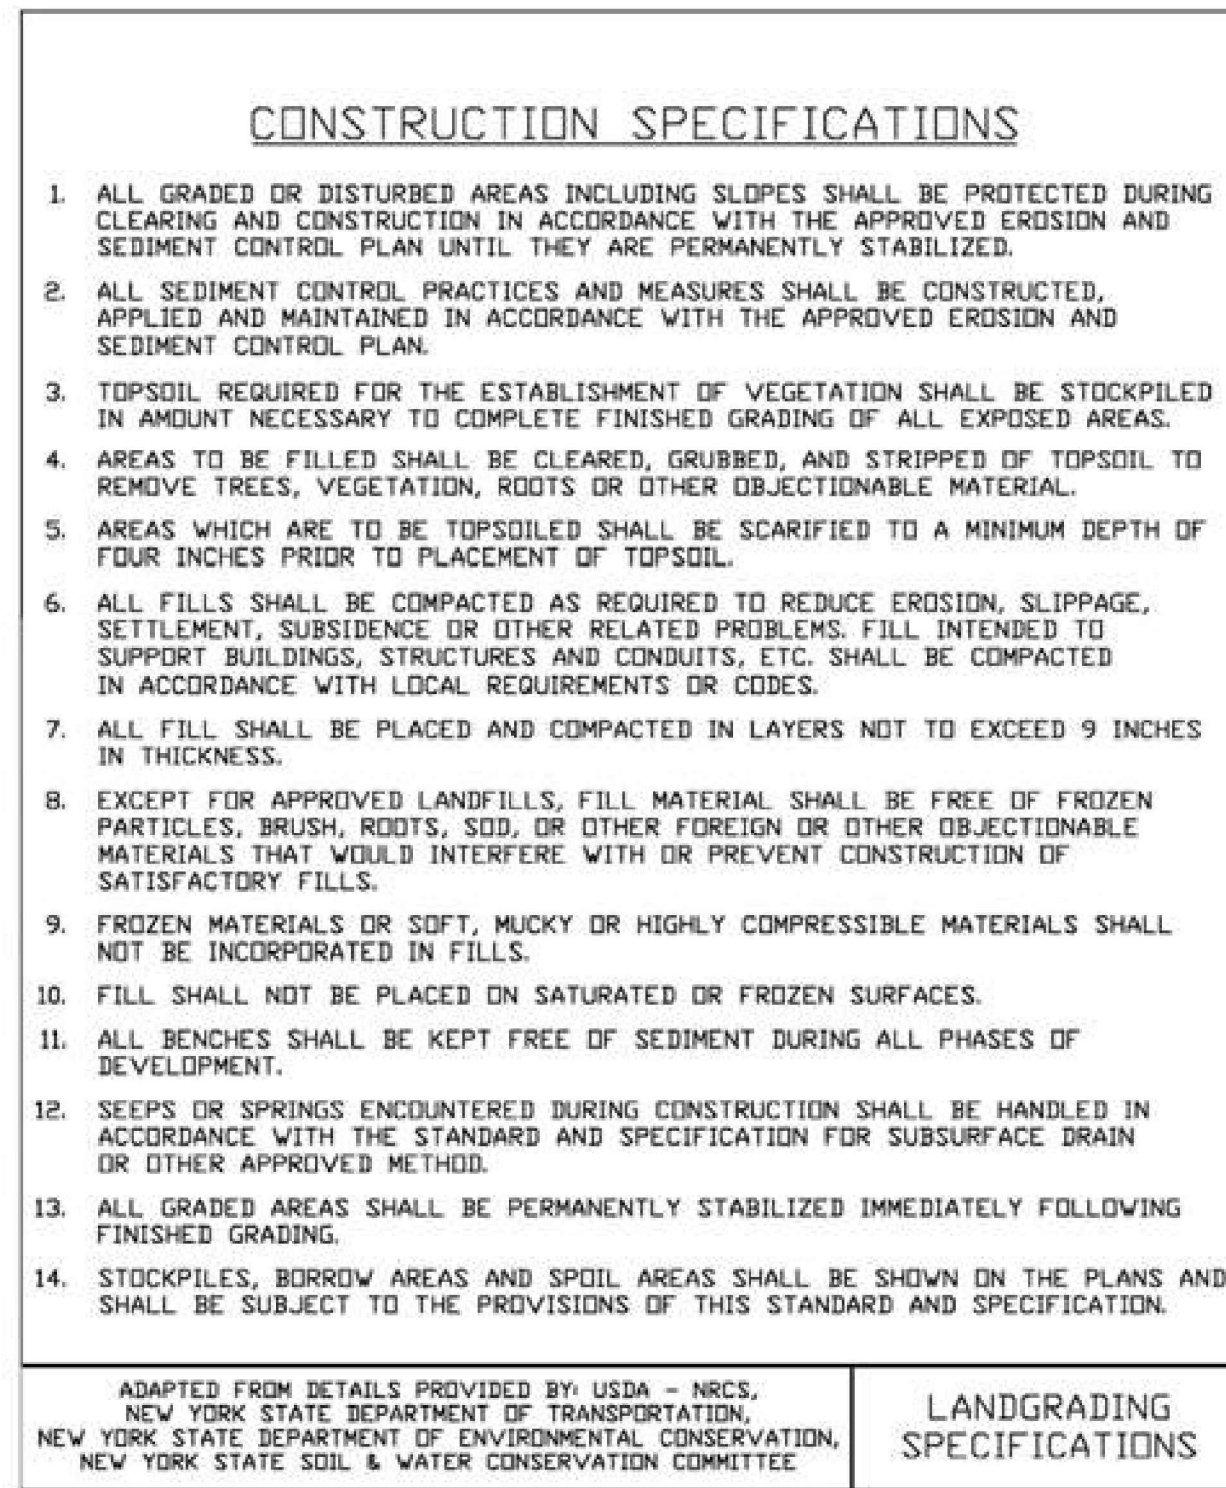 CONSTRUCTION SPECIFICATIONS
1. ALL GRADED OR DISTURBED AREAS INCLUDING SLOPES SHALL BE PROTECTED DURING
CLEARING AND CONSTRUCTION IN ACCORDANCE WITH THE APPROVED EROSION AND
SEDIMENT CONTROL PLAN UNTIL THEY ARE PERMANENTLY STABILIZED.
2. ALL SEDIMENT CONTROL PRACTICES AND MEASURES SHALL BE CONSTRUCTED,
APPLIED AND MAINTAINED IN ACCORDANCE WITH THE APPROVED EROSION AND
SEDIMENT CONTROL PLAN.
3. TOPSOIL REQUIRED FOR THE ESTABLISHMENT OF VEGETATION SHALL BE STOCKPILED
IN AMOUNT NECESSARY TO COMPLETE FINISHED GRADING OF ALL EXPOSED AREAS.
4. AREAS TO BE FILLED SHALL BE CLEARED, GRUBBED, AND STRIPPED OF TOPSOIL TO
REMOVE TREES, VEGETATION, ROOTS OR OTHER OBJECTIONABLE MATERIAL.
5. AREAS WHICH ARE TO BE TOPSOILED SHALL BE SCARIFIED TO A MINIMUM DEPTH OF
FOUR INCHES PRIOR TO PLACEMENT OF TOPSOIL.
6. ALL FILLS SHALL BE COMPACTED AS REQUIRED TO REDUCE EROSION, SLIPPAGE,
SETTLEMENT, SUBSIDENCE OR OTHER RELATED PROBLEMS. FILL INTENDED TO
SUPPORT BUILDINGS, STRUCTURES AND CONDUITS, ETC. SHALL BE COMPACTED
IN ACCORDANCE WITH LOCAL REQUIREMENTS OR CODES.
7. ALL FILL SHALL BE PLACED AND COMPACTED IN LAYERS NOT TO EXCEED 9 INCHES
IN THICKNESS.
8. EXCEPT FOR APPROVED LANDFILLS, FILL MATERIAL SHALL BE FREE OF FROZEN
PARTICLES, BRUSH, ROOTS, SOD, OR OTHER FOREIGN OR OTHER OBJECTIONABLE
MATERIALS THAT WOULD INTERFERE WITH OR PREVENT CONSTRUCTION OF
SATISFACTORY FILLS.
9. FROZEN MATERIALS OR SOFT, MUCKY OR HIGHLY COMPRESSIBLE MATERIALS SHALL
NOT BE INCORPORATED IN FILLS.
10. FILL SHALL NOT BE PLACED ON SATURATED OR FROZEN SURFACES.
11. ALL BENCHES SHALL BE KEPT FREE OF SEDIMENT DURING ALL PHASES OF
DEVELOPMENT.
12. SEEPS OR SPRINGS ENCOUNTERED DURING CONSTRUCTION SHALL BE HANDLED IN
ACCORDANCE WITH THE STANDARD AND SPECIFICATION FOR SUBSURFACE DRAIN
OR OTHER APPROVED METHOD.
13. ALL GRADED AREAS SHALL BE PERMANENTLY STABILIZED IMMEDIATELY FOLLOWING
FINISHED GRADING.
14. STOCKPILES, BORROW AREAS AND SPOIL AREAS SHALL BE SHOWN ON THE PLANS AND
SHALL BE SUBJECT TO THE PROVISIONS OF THIS STANDARD AND SPECIFICATION.
ADAPTED FROM DETAILS PROVIDED BY: USDA - NRCS,
NEW YORK STATE DEPARTMENT OF TRANSPORTATION,
NEW YORK STATE DEPARTMENT OF ENVIRONMENTAL CONSERVATION,
NEW YORK STATE SOIL & WATER CONSERVATION COMMITTEE
LANDGRADING
SPECIFICATIONS